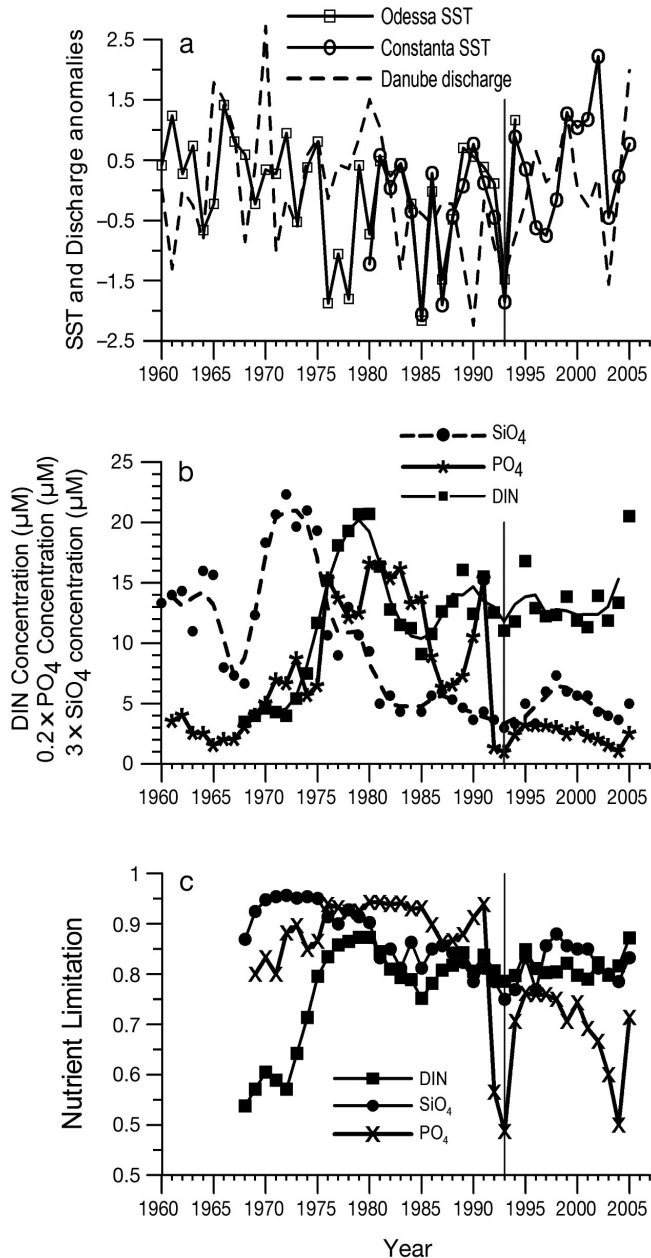 Odessa SST
a
Constanta SST
Danube discharge
SST and Discharge anomalies
2.5
1.5
0.5
-0.5
-1.5
-2.5
1960 1965 1970 1975 1980 1985 1990 1995 2000 2005
b
SiO4
PO4
DIN
DIN Concentration (µM)
0.2 x PO4 Concentration (µM)
3 x SiO4 concentration (µM)
25
20
15
10
5
0
1960 1965 1970 1975 1980 1985 1990 1995 2000 2005
c
Nutrient Limitation
1
0.9
0.8
0.7
0.6
0.5
0.5
DIN
SiO4
PO4
1960 1965 1970 1975 1980 1985 1990 1995 2000 2005
Year